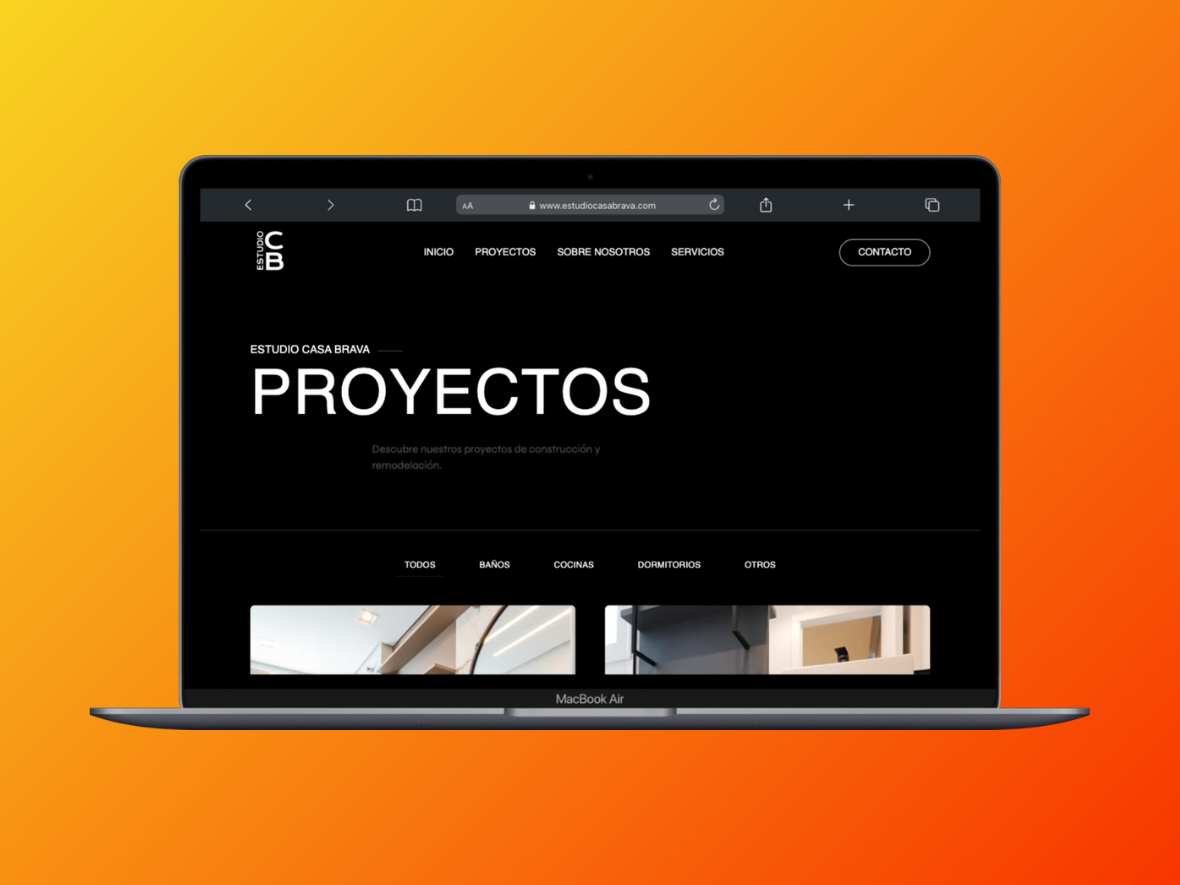 AA
www.estudiocasabrava.com
ESTUDIO
CB
INICIO PROYECTOS SOBRE NOSOTROS SERVICIOS
CONTACTO
ESTUDIO CASA BRAVA
PROYECTOS
Descubre nuestros proyectos de construcción y
remodelación.
TODOS BAÑOS COCINAS DORMITORIOS OTROS
MacBook Air